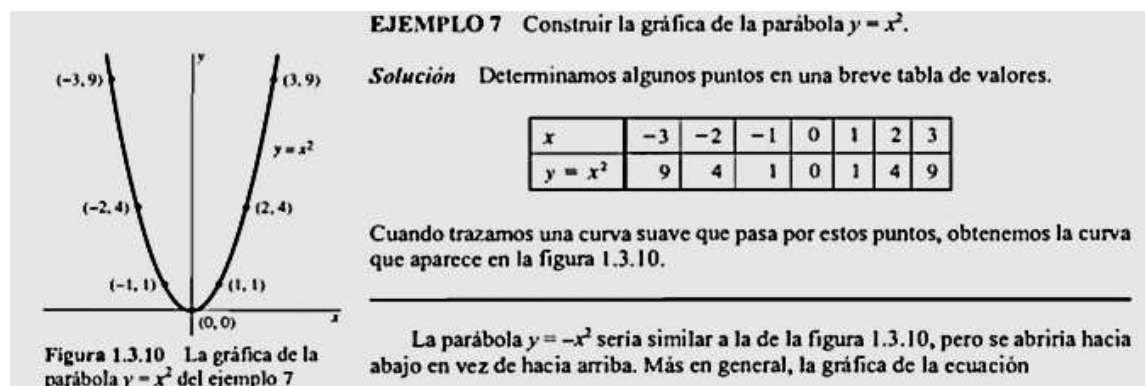 EJEMPLO 7 Construir la gráfica de la parábola y = x².
Solución Determinamos algunos puntos en una breve tabla de valores.
x −3 −2 −1 0 1 2 3
y = x² 9 4 1 0 1 4 9
Cuando trazamos una curva suave que pasa por estos puntos, obtenemos la curva
que aparece en la figura 1.3.10.
y
(−3, 9)
(3, 9)
y = x²
(−2, 4)
(2, 4)
(−1, 1)
(1, 1)
(0, 0)
x
Figura 1.3.10 La gráfica de la
parábola y = x² del ejemplo 7
La parábola y = −x² sería similar a la de la figura 1.3.10, pero se abriría hacia
abajo en vez de hacia arriba. Más en general, la gráfica de la ecuación